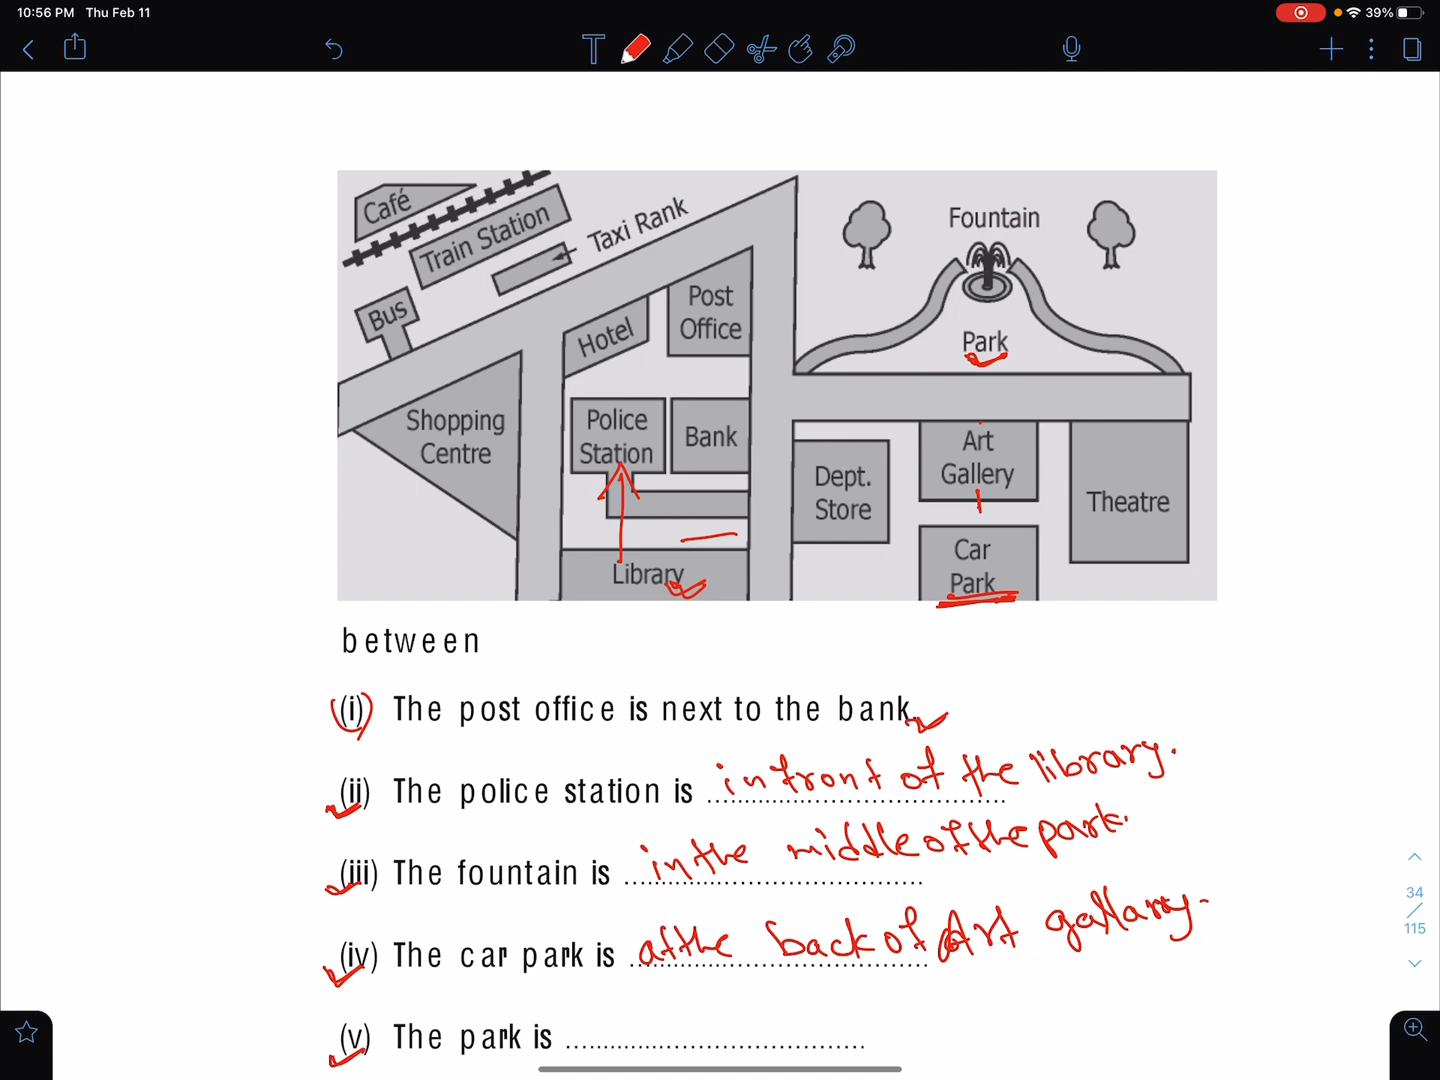 10:56 PM Thu Feb 11
39%
Café
Train Station
Taxi Rank
Bus
Hotel
Post
Office
Fountain
Park
Shopping
Centre
Police
Station
Bank
Library
Dept.
Store
Art
Gallery
Car
Park
Theatre
between
(i) The post office is next to the bank.
(ii) The police station is in front of the library.
(iii) The fountain is in the middle of the park.
(iv) The car park is at the back of Art gallary.
(v) The park is
34
115